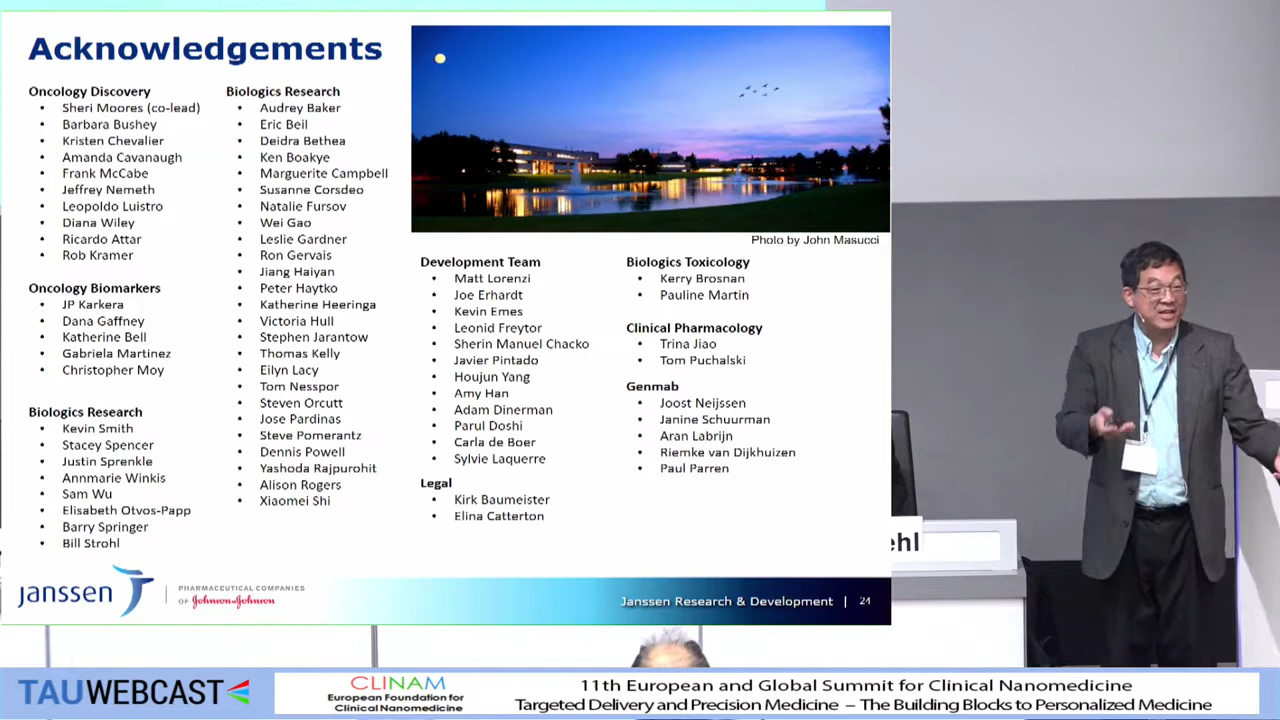 Acknowledgements
Oncology Discovery
• Sheri Moores (co-lead)
• Barbara Bushey
• Kristen Chevalier
• Amanda Cavanaugh
• Frank McCabe
• Jeffrey Nemeth
• Leopoldo Luistro
• Diana Wiley
• Ricardo Attar
• Rob Kramer
Oncology Biomarkers
• JP Karkera
• Dana Gaffney
• Katherine Bell
• Gabriela Martinez
• Christopher Moy
Biologics Research
• Kevin Smith
• Stacey Spencer
• Justin Sprenkle
• Annmarie Winkis
• Sam Wu
• Elisabeth Otvos-Papp
• Barry Springer
• Bill Strohl
Biologics Research
• Audrey Baker
• Eric Beil
• Deidra Bethea
• Ken Boakye
• Marguerite Campbell
• Susanne Corsdeo
• Natalie Fursov
• Wei Gao
• Leslie Gardner
• Ron Gervais
• Jiang Haiyan
• Peter Haytko
• Katherine Heeringa
• Victoria Hull
• Stephen Jarantow
• Thomas Kelly
• Eilyn Lacy
• Tom Nesspor
• Steven Orcutt
• Jose Pardinas
• Steve Pomerantz
• Dennis Powell
• Yashoda Rajpurohit
• Alison Rogers
• Xiaomei Shi
Photo by John Masucci
Development Team
• Matt Lorenzi
• Joe Erhardt
• Kevin Emes
• Leonid Freytor
• Sherin Manuel Chacko
• Javier Pintado
• Houjun Yang
• Amy Han
• Adam Dinerman
• Parul Doshi
• Carla de Boer
• Sylvie Laquerre
Legal
• Kirk Baumeister
• Elina Catterton
Biologics Toxicology
• Kerry Brosnan
• Pauline Martin
Clinical Pharmacology
• Trina Jiao
• Tom Puchalski
Genmab
• Joost Neijssen
• Janine Schuurman
• Aran Labrijn
• Riemke van Dijkhuizen
• Paul Parren
janssen
PHARMACEUTICAL COMPANIES
OF Johnson&Johnson
Janssen Research & Development | 24
ehl
TAUWEBCAST
CLINAM
European Foundation for
Clinical Nanomedicine
11th European and Global Summit for Clinical Nanomedicine
Targeted Delivery and Precision Medicine – The Building Blocks to Personalized Medicine